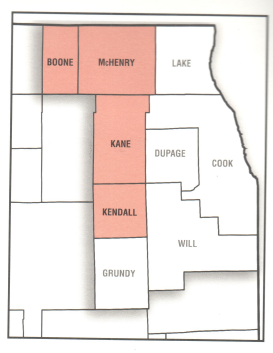 BOONE
McHENRY
LAKE
KANE
DUPAGE
COOK
KENDALL
WILL
GRUNDY